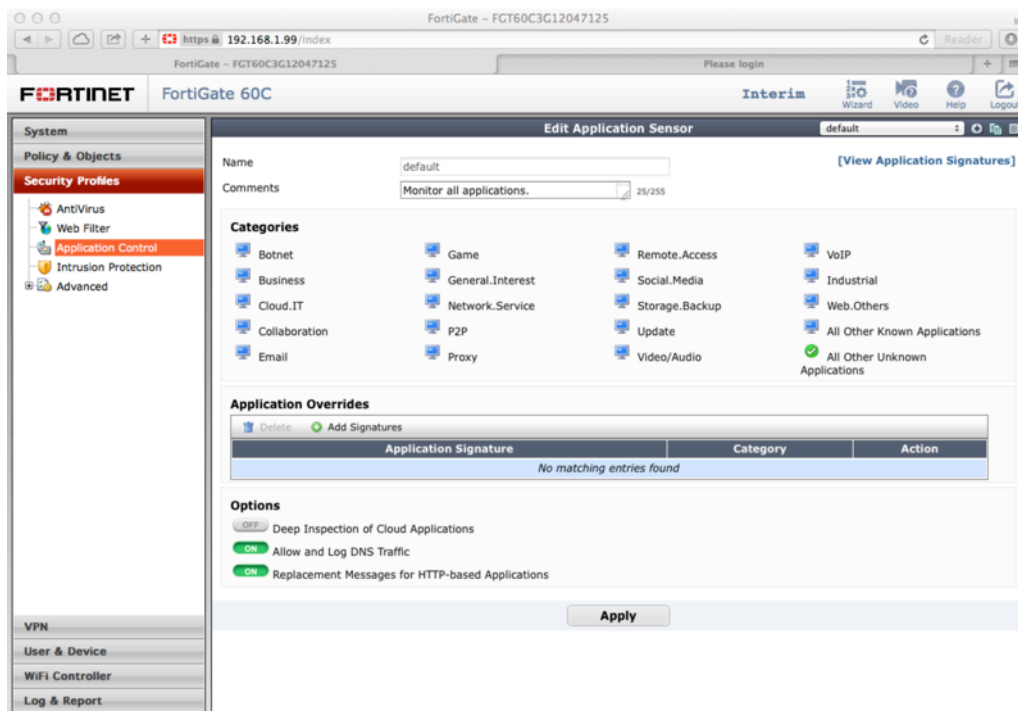 FortiGate – FGT60C3G12047125
https 192.168.1.99/index
Reader
FortiGate – FGT60C3G12047125
Please login
FORTINET
FortiGate 60C
Interim
Wizard
Video
Help
Logout
System
Policy & Objects
Security Profiles
AntiVirus
Web Filter
Application Control
Intrusion Protection
Advanced
VPN
User & Device
WiFi Controller
Log & Report
Edit Application Sensor
default
Name
default
[View Application Signatures]
Comments
Monitor all applications.
25/255
Categories
Botnet
Game
Remote.Access
VoIP
Business
General.Interest
Social.Media
Industrial
Cloud.IT
Network.Service
Storage.Backup
Web.Others
Collaboration
P2P
Update
All Other Known Applications
Email
Proxy
Video/Audio
All Other Unknown
Applications
Application Overrides
Delete
Add Signatures
Application Signature
Category
Action
No matching entries found
Options
OFF Deep Inspection of Cloud Applications
ON Allow and Log DNS Traffic
ON Replacement Messages for HTTP-based Applications
Apply